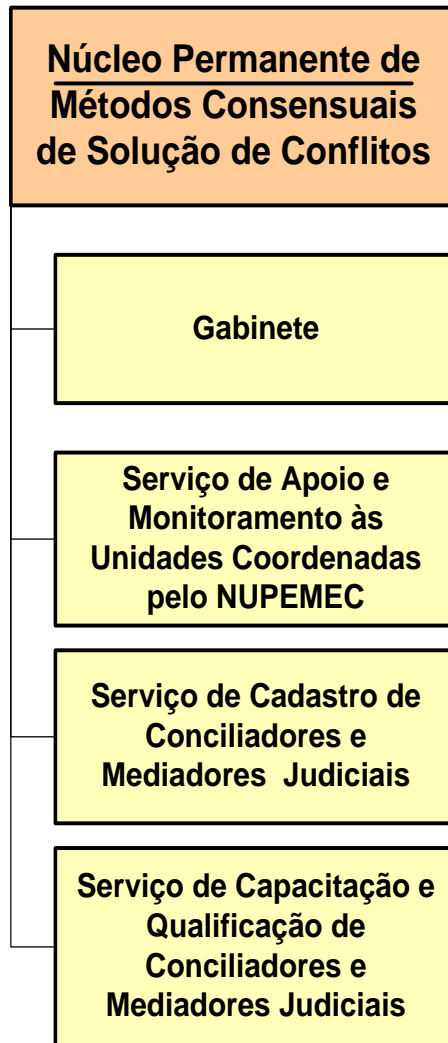 Núcleo Permanente de
Métodos Consensuais
de Solução de Conflitos
Gabinete
Serviço de Apoio e
Monitoramento às
Unidades Coordenadas
pelo NUPEMEC
Serviço de Cadastro de
Conciliadores e
Mediadores Judiciais
Serviço de Capacitação e
Qualificação de
Conciliadores e
Mediadores Judiciais